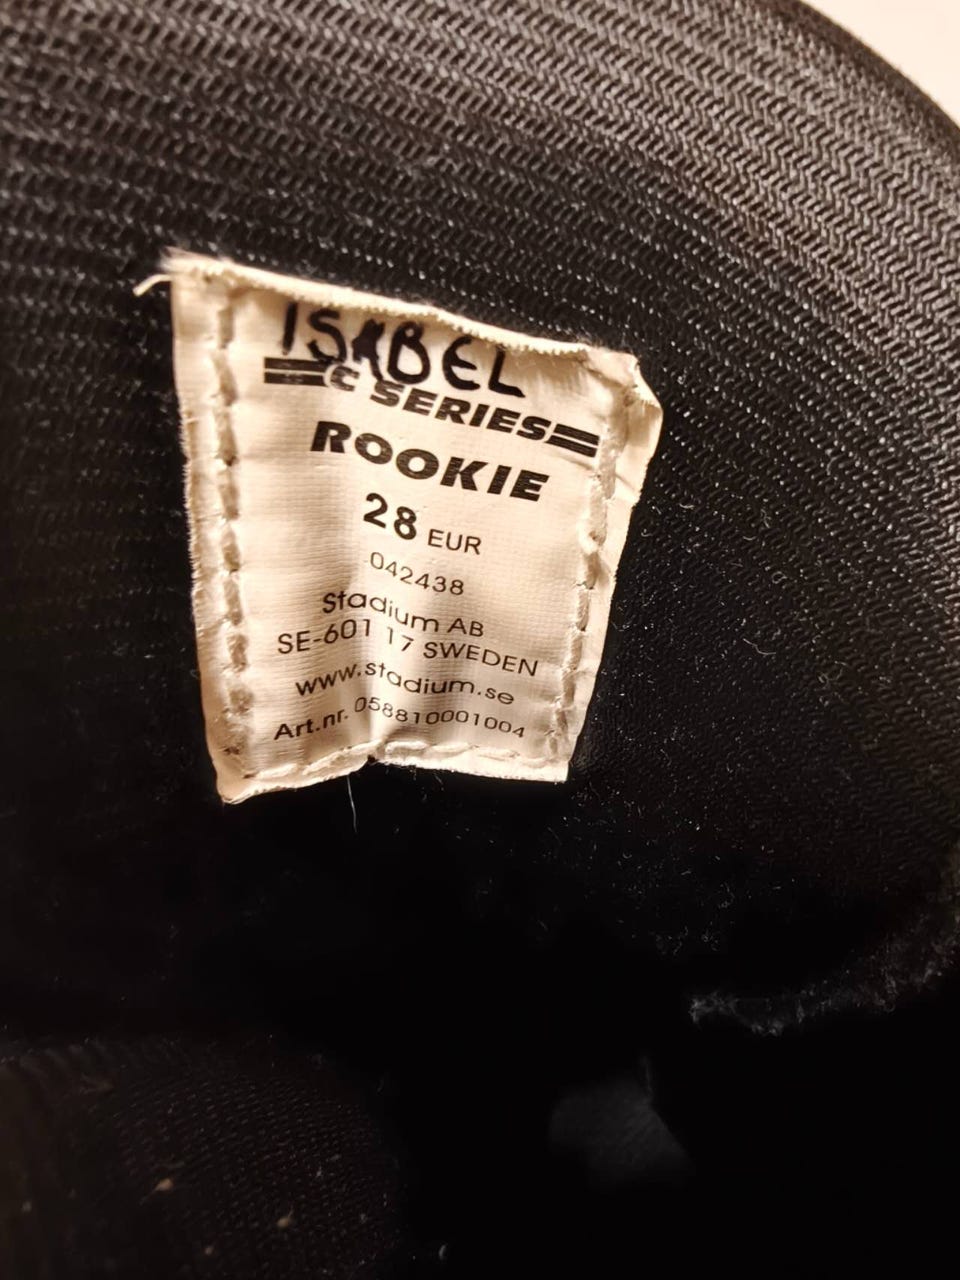 ISABEL
C SERIES
ROOKIE
28 EUR
042438
Stadium AB
SE-601 17 SWEDEN
www.stadium.se
Art.nr. 058810001004